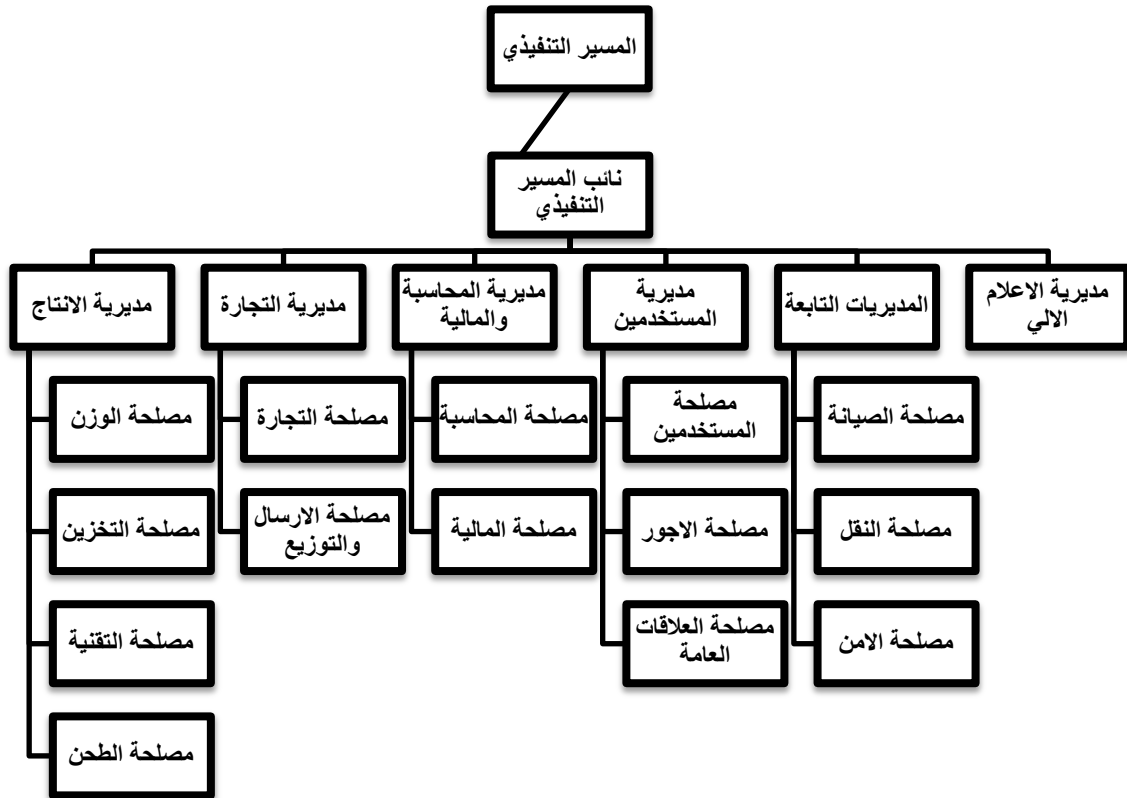 المسير التنفيذي
نائب المسير
التنفيذي
مديرية الاعلام
الالي
المديريات التابعة
مديرية
المستخدمين
مديرية المحاسبة
والمالية
مديرية التجارة
مديرية الانتاج
مصلحة الصيانة
مصلحة
المستخدمين
مصلحة المحاسبة
مصلحة التجارة
مصلحة الوزن
مصلحة النقل
مصلحة الاجور
مصلحة المالية
مصلحة الارسال
والتوزيع
مصلحة التخزين
مصلحة الامن
مصلحة العلاقات
العامة
مصلحة التقنية
مصلحة الطحن